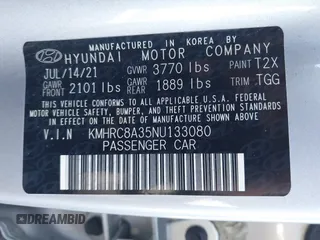 MANUFACTURED IN KOREA BY
HYUNDAI MOTOR COMPANY
JUL/14/21 GVWR 3770 lbs PAINT T2X
GAWR FRONT 2101 lbs GAWR REAR 1889 lbs TRIM TGG
THIS VEHICLE CONFORMS TO ALL APPLICABLE FEDERAL
MOTOR VEHICLE SAFETY, BUMPER, AND THEFT PREVENTION
STANDARDS IN EFFECT ON THE DATE OF MANUFACTURE
SHOWN ABOVE.
V.I.N KMHRC8A35NU133080
PASSENGER CAR
DREAMBID